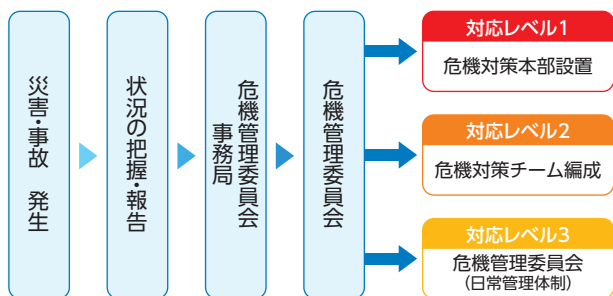 災害・事故 発生
状況の把握・報告
危機管理委員会
事務局
危機管理委員会
対応レベル1
危機対策本部設置
対応レベル2
危機対策チーム編成
対応レベル3
危機管理委員会
(日常管理体制)